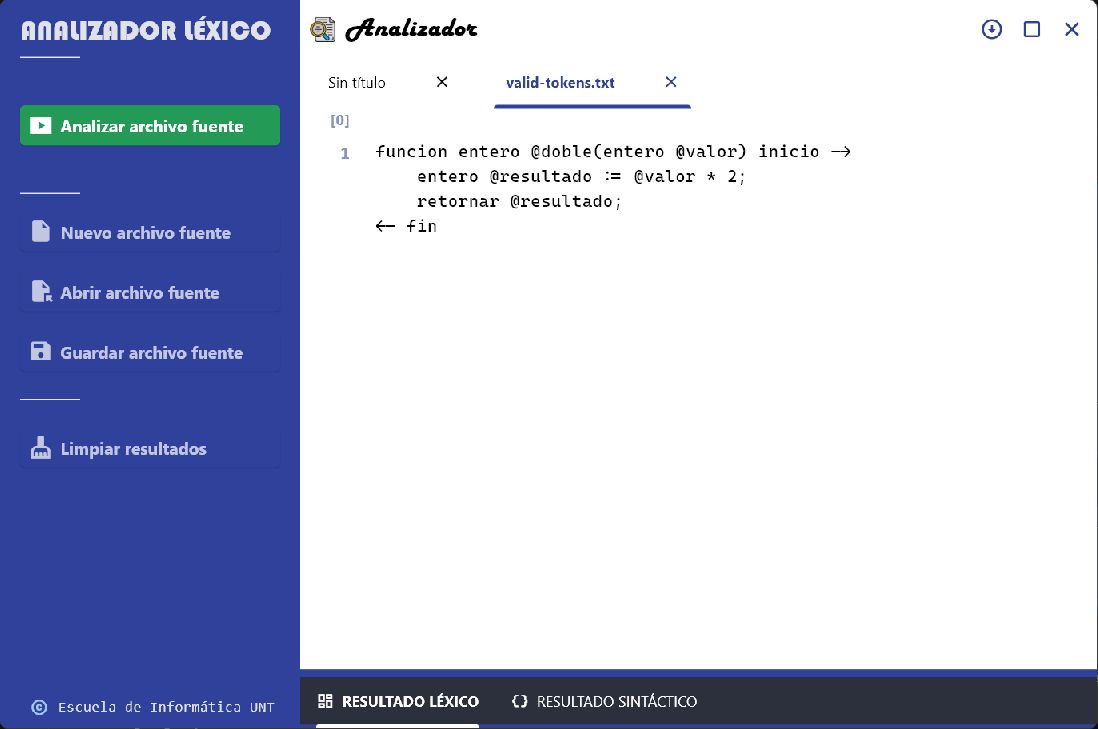 ANALIZADOR LÉXICO
Analizar archivo fuente
Nuevo archivo fuente
Abrir archivo fuente
Guardar archivo fuente
Limpiar resultados
© Escuela de Informática UNT
Analizador
Sin título
valid-tokens.txt
[0]
1 funcion entero @doble(entero @valor) inicio —>
entero @resultado := @valor * 2;
retornar @resultado;
<— fin
RESULTADO LÉXICO
RESULTADO SINTÁCTICO